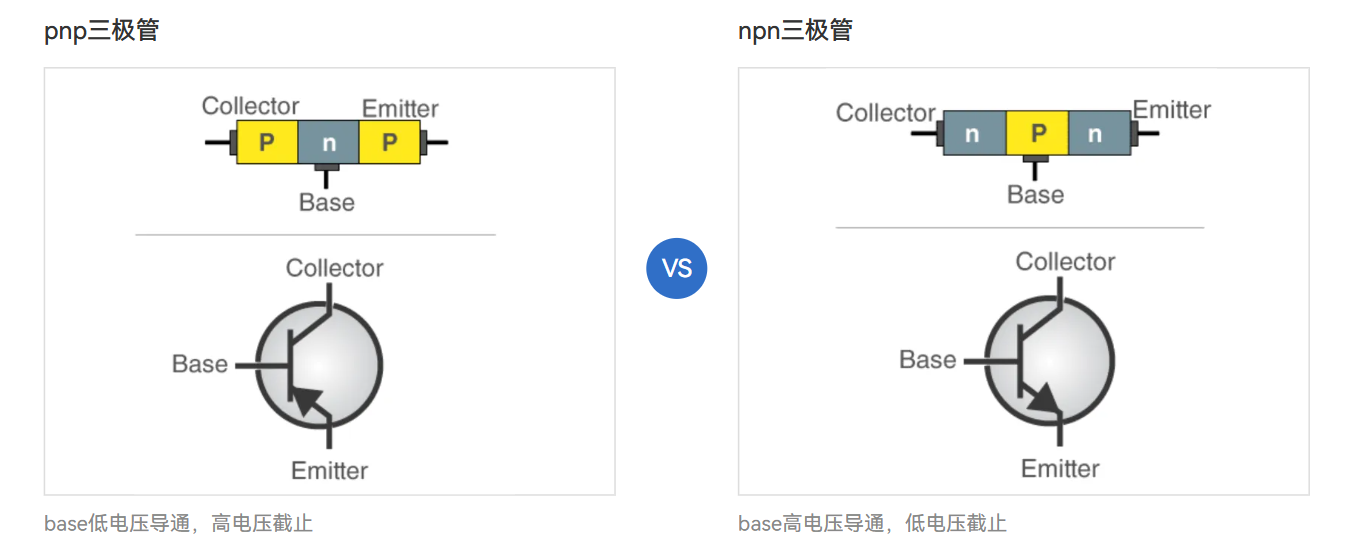 pnp三极管
Collector
Emitter
P
n
P
Base
Collector
Base
Emitter
base低电压导通，高电压截止
VS
npn三极管
Collector
Emitter
n
P
n
Base
Collector
Base
Emitter
base高电压导通，低电压截止